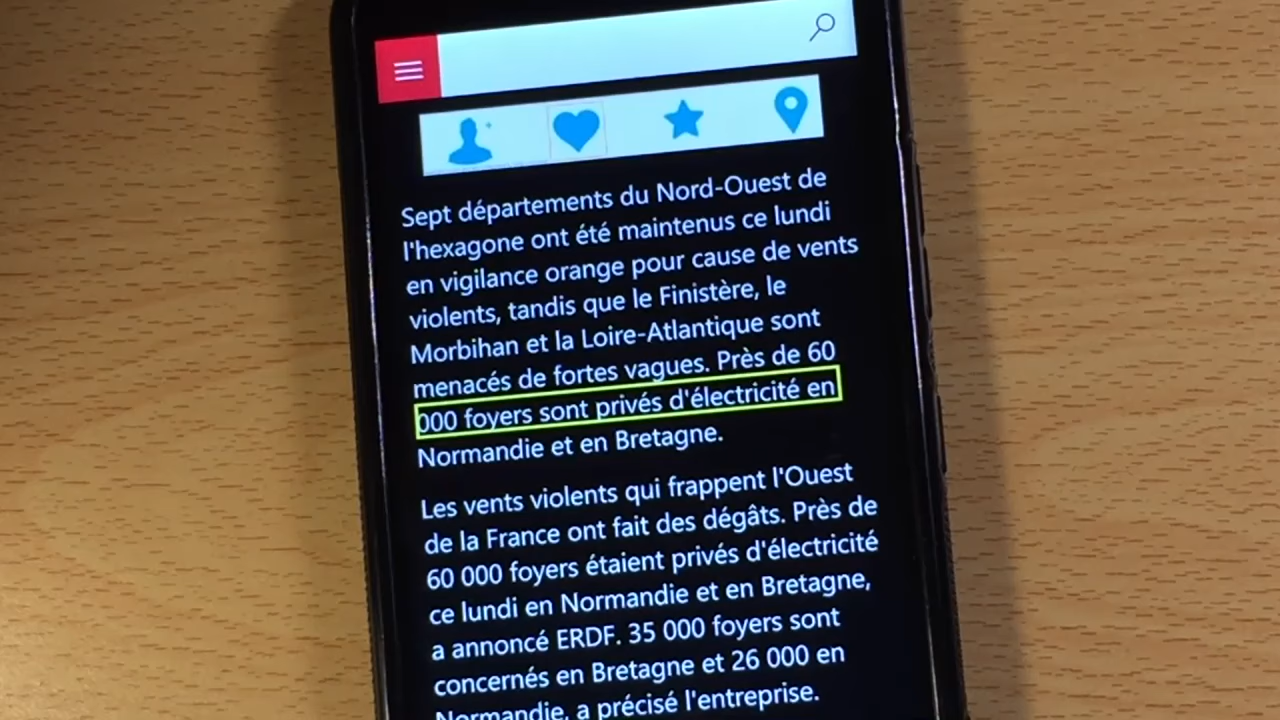 Sept départements du Nord-Ouest de
l'hexagone ont été maintenus ce lundi
en vigilance orange pour cause de vents
violents, tandis que le Finistère, le
Morbihan et la Loire-Atlantique sont
menacés de fortes vagues. Près de 60
000 foyers sont privés d'électricité en
Normandie et en Bretagne.
Les vents violents qui frappent l'Ouest
de la France ont fait des dégâts. Près de
60 000 foyers étaient privés d'électricité
ce lundi en Normandie et en Bretagne,
a annoncé ERDF. 35 000 foyers sont
concernés en Bretagne et 26 000 en
Normandie, a précisé l'entreprise.